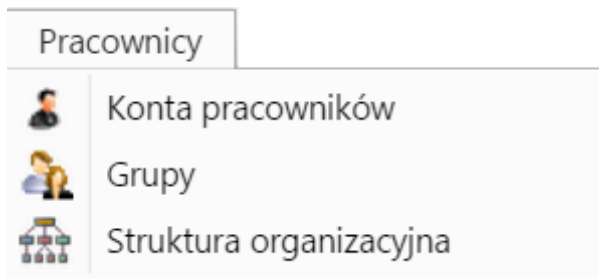 Pracownicy
Konta pracowników
Grupy
Struktura organizacyjna